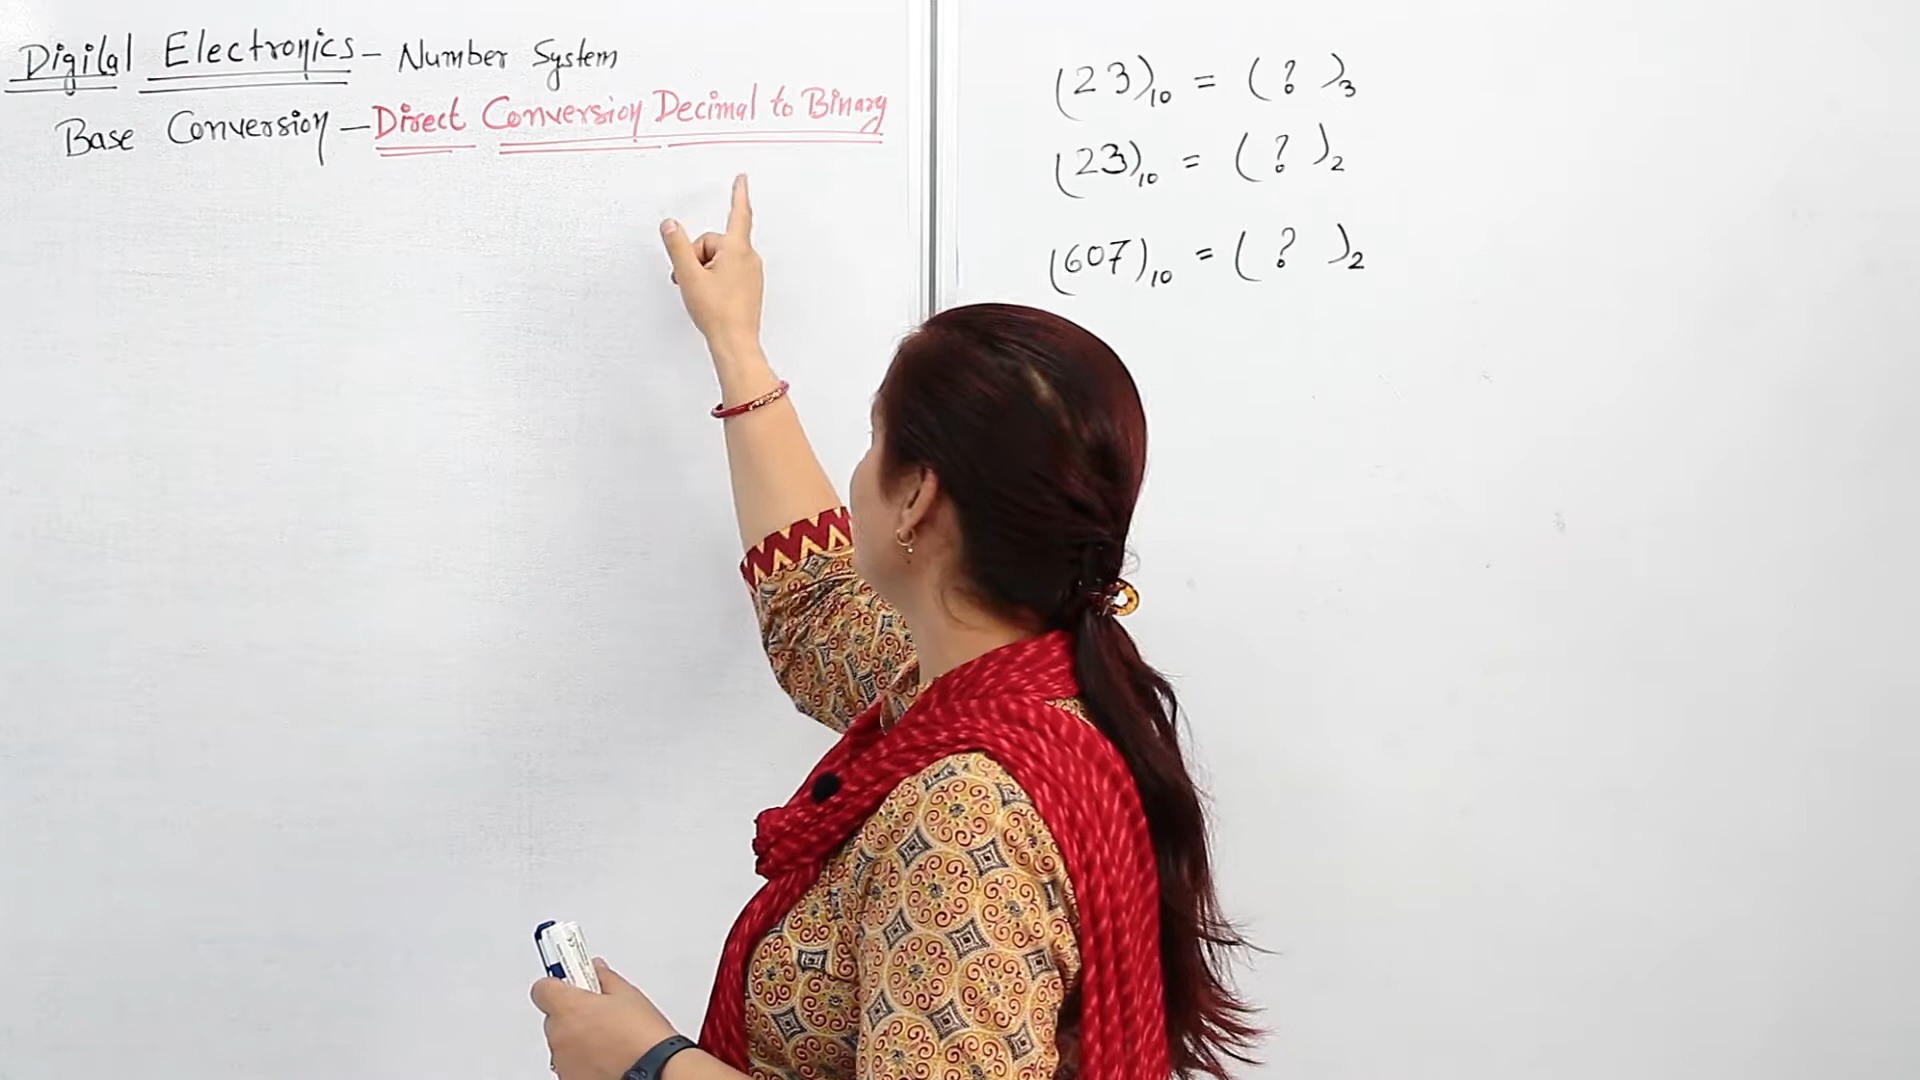 Digital Electronics - Number System
Base Conversion - Direct Conversion Decimal to Binary
(23)₁₀ = (?)₃
(23)₁₀ = (?)₂
(607)₁₀ = (?)₂